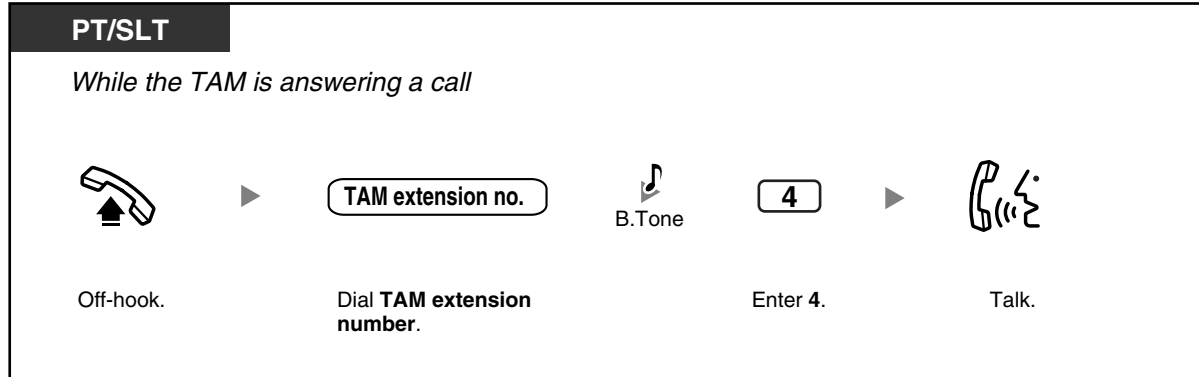 PT/SLT
While the TAM is answering a call
TAM extension no.
B.Tone
4
Off-hook.
Dial TAM extension
number.
Enter 4.
Talk.